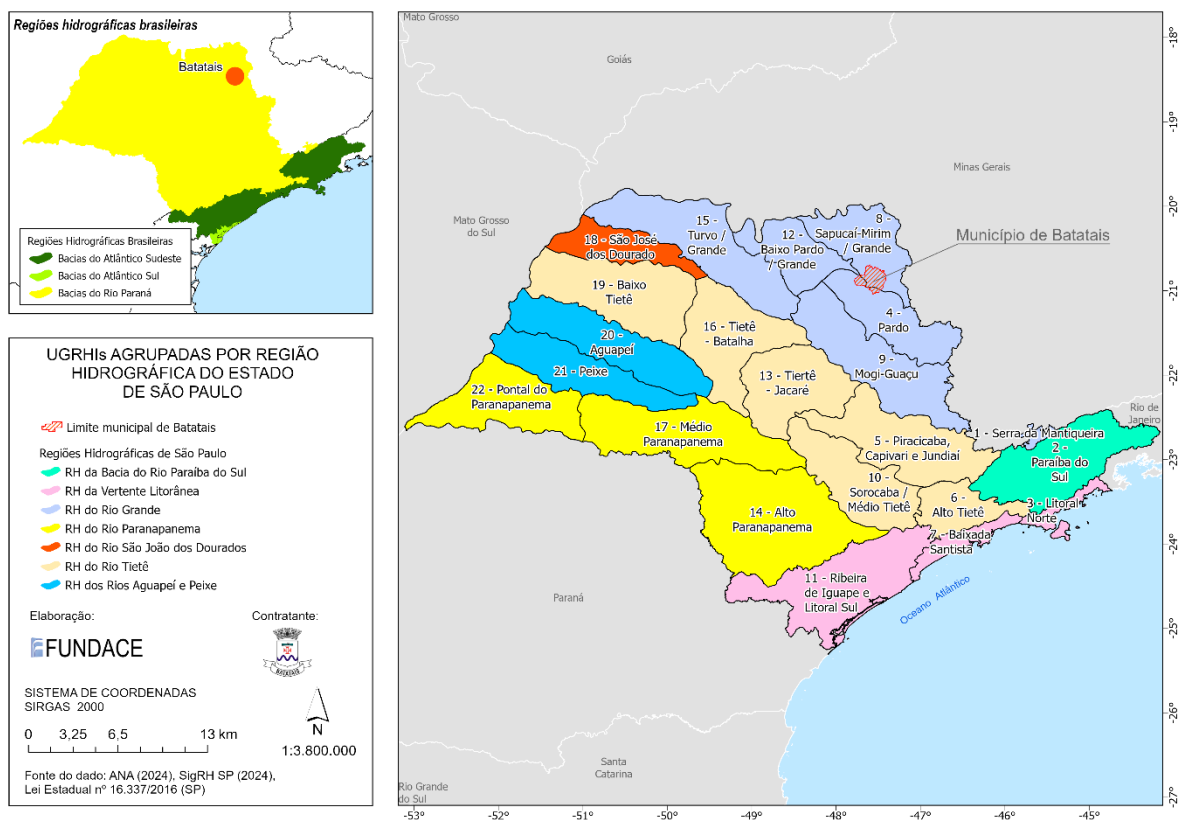 Regiões hidrográficas brasileiras
Batatais
Regiões Hidrográficas Brasileiras
Bacias do Atlântico Sudeste
Bacias do Atlântico Sul
Bacias do Rio Paraná
UGRHIs AGRUPADAS POR REGIÃO
HIDROGRÁFICA DO ESTADO
DE SÃO PAULO
Limite municipal de Batatais
Regiões Hidrográficas de São Paulo
RH da Bacia do Rio Paraíba do Sul
RH da Vertente Litorânea
RH do Rio Grande
RH do Rio Paranapanema
RH do Rio São João dos Dourados
RH do Rio Tietê
RH dos Rios Aguapeí e Peixe
Elaboração:
Contratante:
FUNDACE
BATATAIS
SISTEMA DE COORDENADAS
SIRGAS 2000
0 3,25 6,5 13 km
N
1:3.800.000
Fonte do dado: ANA (2024), SigRH SP (2024),
Lei Estadual nº 16.337/2016 (SP)
Mato Grosso
Goiás
Minas Gerais
Mato Grosso
do Sul
Rio de
Janeiro
Paraná
Santa
Catarina
Rio Grande
do Sul
Oceano Atlântico
Município de Batatais
15 -
Turvo /
Grande
12 -
Baixo Pardo
/ Grande
8 -
Sapucaí-Mirim /
Grande
18 - São José
dos Dourado
19 - Baixo
Tietê
4 -
Pardo
16 - Tietê
- Batalha
20 -
Aguapeí
21 - Peixe
9 -
Mogi-Guaçu
13 - Tiertê
- Jacaré
22 - Pontal do
Paranapanema
17 - Médio
Paranapanema
1 - Serra da Mantiqueira
5 - Piracicaba,
Capivari e Jundiaí
2 -
Paraíba do
Sul
10 -
Sorocaba /
Médio Tietê
6 -
Alto Tietê
3 - Litoral
Norte
14 - Alto
Paranapanema
7 - Baixada
Santista
11 - Ribeira
de Iguape e
Litoral Sul
-18°
-19°
-20°
-21°
-22°
-23°
-24°
-25°
-26°
-27°
-53°
-52°
-51°
-50°
-49°
-48°
-47°
-46°
-45°